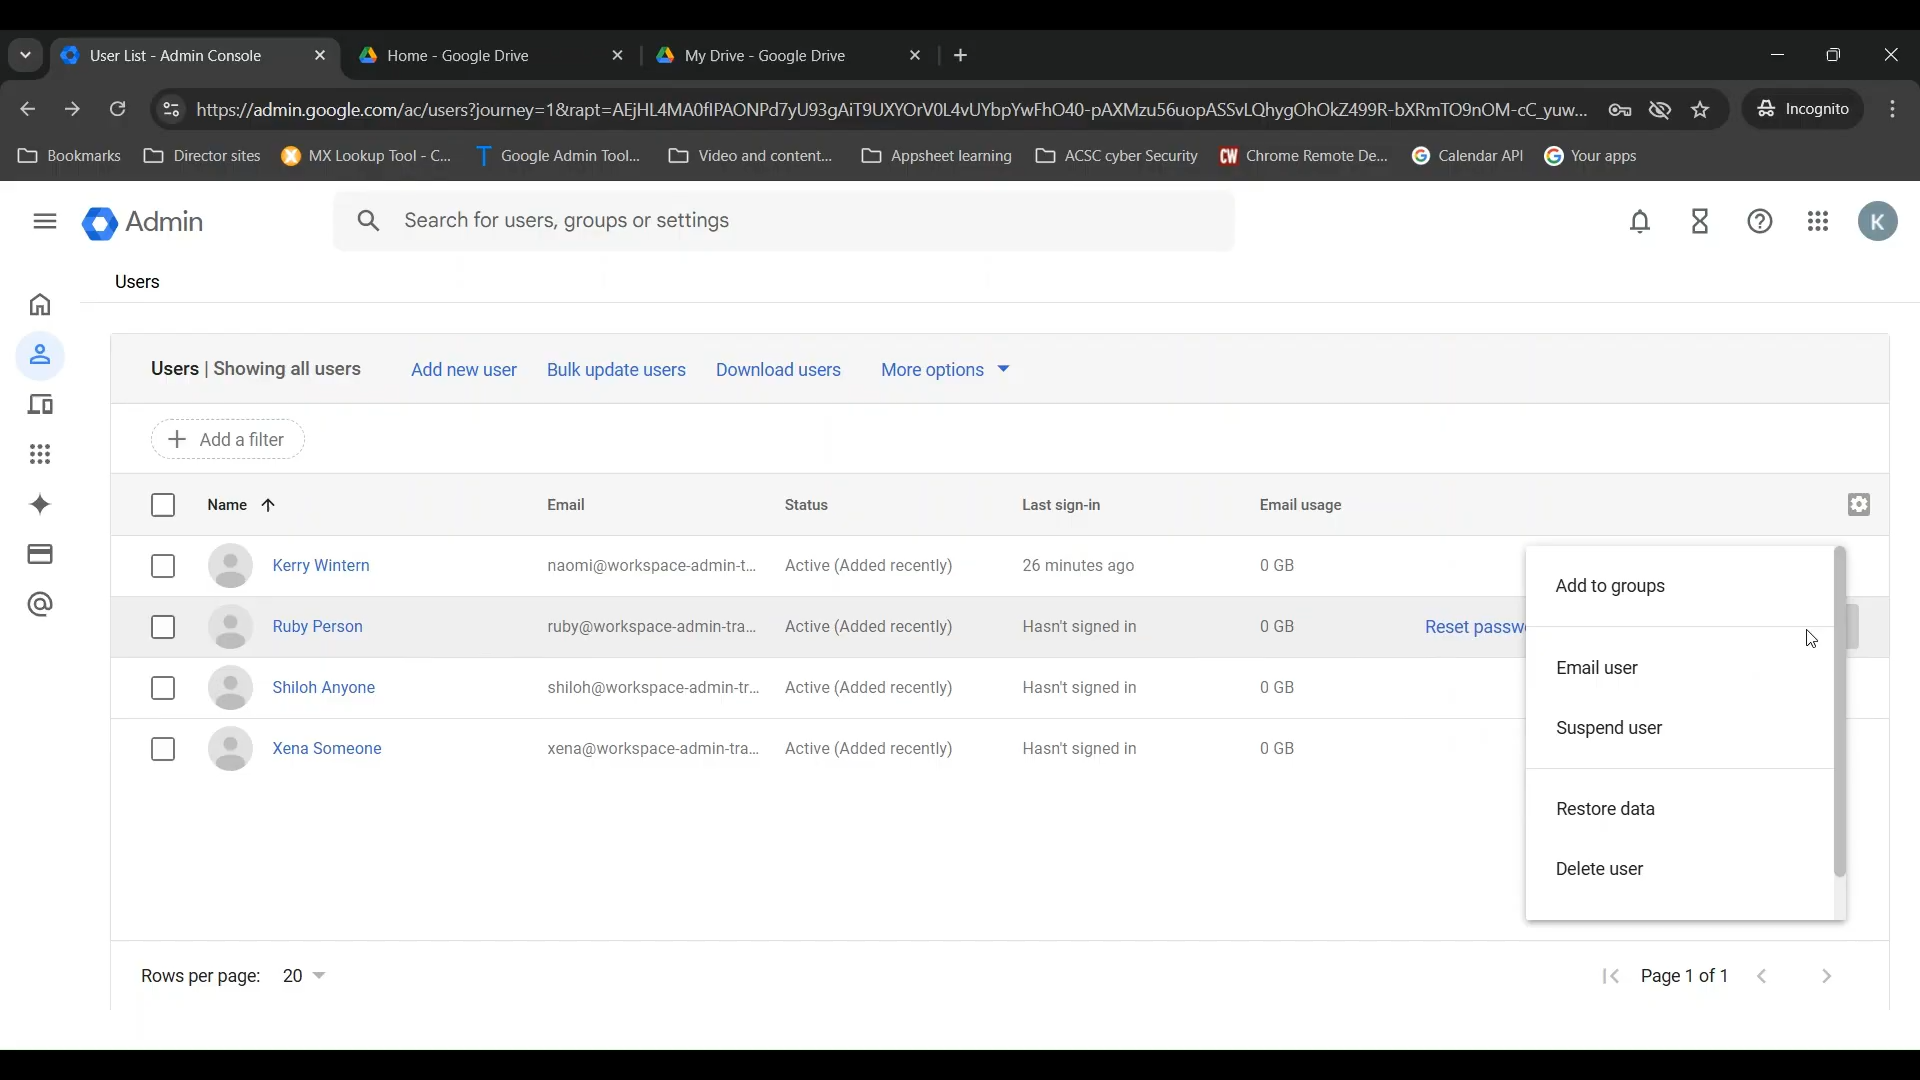 User List - Admin Console
Home - Google Drive
My Drive - Google Drive
https://admin.google.com/ac/users?journey=1&rapt=AEjHL4MA0flPAONPd7yU93gAiT9UXYOrV0L4vUYbpYwFhO40-pAXMzu56uopASSvLQhygOhOkZ499R-bXRmTO9nOM-cC_yuw...
Incognito
Bookmarks
Director sites
MX Lookup Tool - C...
Google Admin Tool...
Video and content...
Appsheet learning
ACSC cyber Security
CW
Chrome Remote De...
Calendar API
Your apps
Admin
Search for users, groups or settings
K
Users
Users | Showing all users
Add new user
Bulk update users
Download users
More options
Add a filter
Name
Email
Status
Last sign-in
Email usage
Kerry Wintern
naomi@workspace-admin-t...
Active (Added recently)
26 minutes ago
0 GB
Ruby Person
ruby@workspace-admin-tra...
Active (Added recently)
Hasn't signed in
0 GB
Reset passw
Shiloh Anyone
shiloh@workspace-admin-tr...
Active (Added recently)
Hasn't signed in
0 GB
Xena Someone
xena@workspace-admin-tra...
Active (Added recently)
Hasn't signed in
0 GB
Add to groups
Email user
Suspend user
Restore data
Delete user
Rows per page: 20
Page 1 of 1